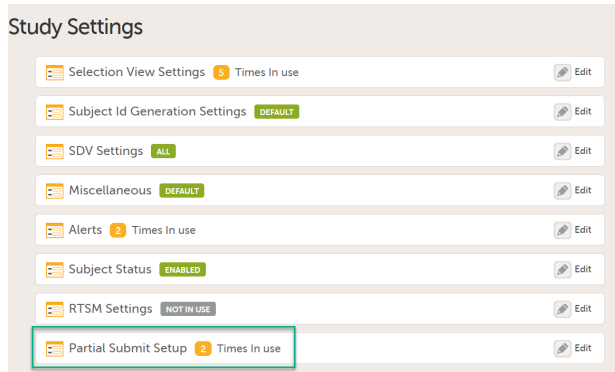 Study Settings
Selection View Settings 5 Times In use Edit
Subject Id Generation Settings DEFAULT Edit
SDV Settings ALL Edit
Miscellaneous DEFAULT Edit
Alerts 2 Times In use Edit
Subject Status ENABLED Edit
RTSM Settings NOT IN USE Edit
Partial Submit Setup 2 Times In use Edit